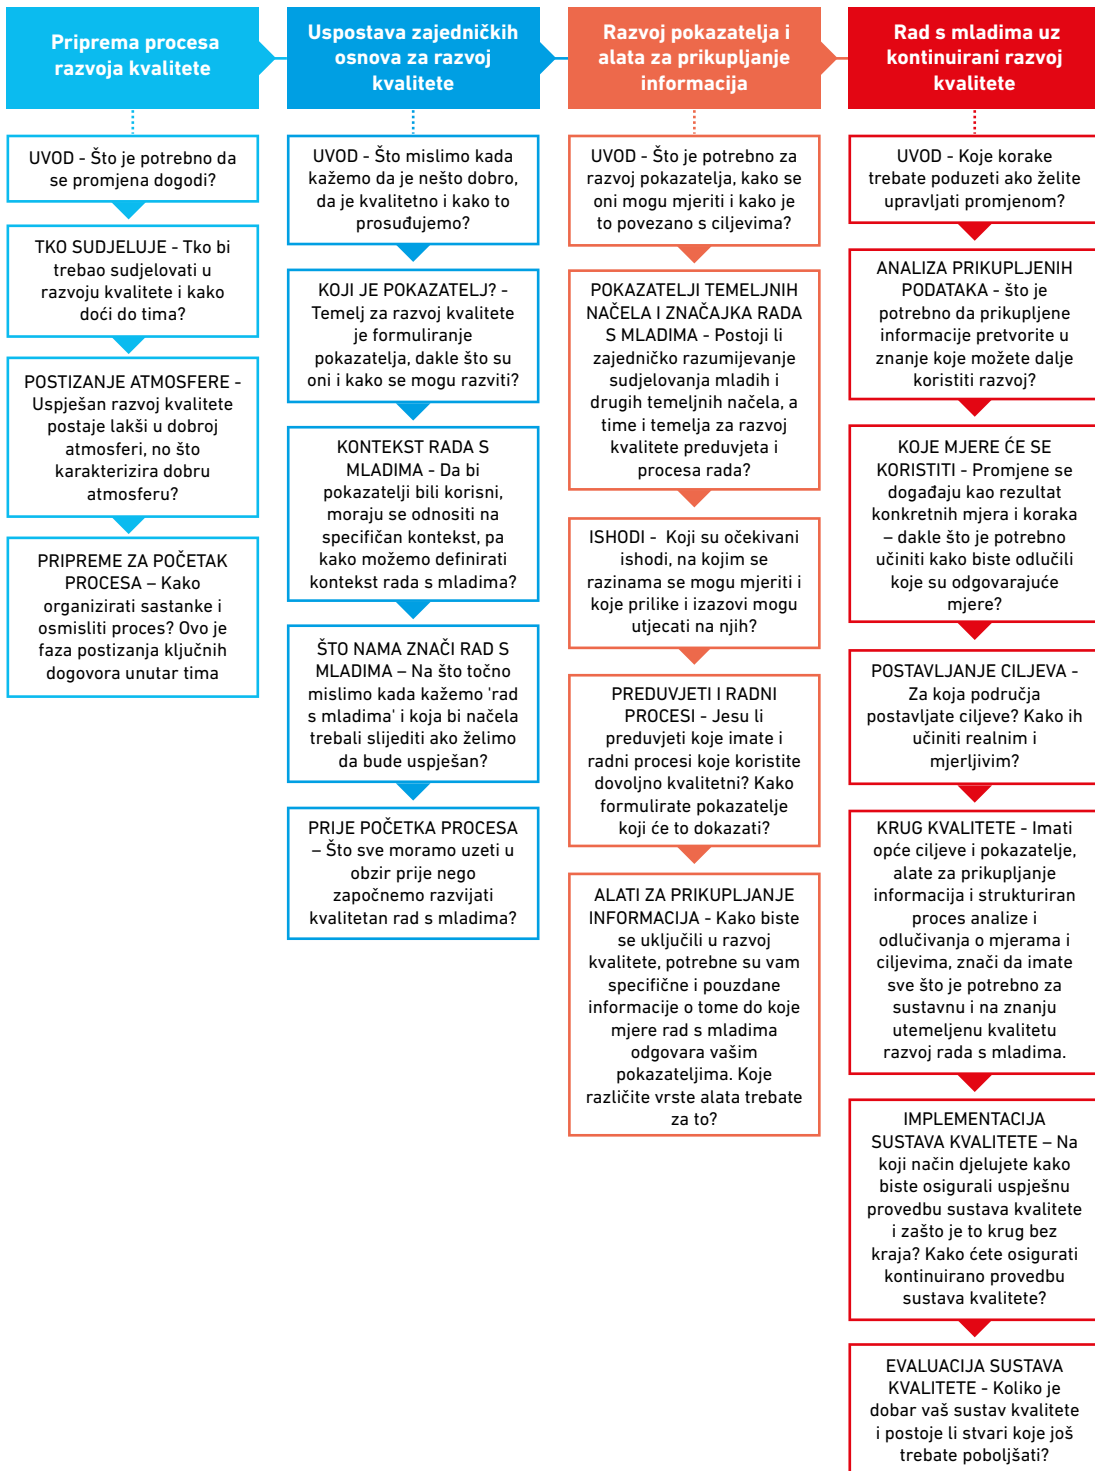 Priprema procesa
razvoja kvalitete
UVOD - Što je potrebno da
se promjena dogodi?
TKO SUDJELUJE - Tko bi
trebao sudjelovati u
razvoju kvalitete i kako
doći do tima?
POSTIZANJE ATMOSFERE -
Uspješan razvoj kvalitete
postaje lakši u dobroj
atmosferi, no što
karakterizira dobru
atmosferu?
PRIPREME ZA POČETAK
PROCESA – Kako
organizirati sastanke i
osmisliti proces? Ovo je
faza postizanja ključnih
dogovora unutar tima
Uspostava zajedničkih
osnova za razvoj
kvalitete
UVOD - Što mislimo kada
kažemo da je nešto dobro,
da je kvalitetno i kako to
prosuđujemo?
KOJI JE POKAZATELJ? -
Temelj za razvoj kvalitete
je formuliranje
pokazatelja, dakle što su
oni i kako se mogu razviti?
KONTEKST RADA S
MLADIMA - Da bi
pokazatelji bili korisni,
moraju se odnositi na
specifičan kontekst, pa
kako možemo definirati
kontekst rada s mladima?
ŠTO NAMA ZNAČI RAD S
MLADIMA – Na što točno
mislimo kada kažemo 'rad
s mladima' i koja bi načela
trebali slijediti ako želimo
da bude uspješan?
PRIJE POČETKA PROCESA
– Što sve moramo uzeti u
obzir prije nego
započnemo razvijati
kvalitetan rad s mladima?
Razvoj pokazatelja i
alata za prikupljanje
informacija
UVOD - Što je potrebno za
razvoj pokazatelja, kako se
oni mogu mjeriti i kako je
to povezano s ciljevima?
POKAZATELJI TEMELJNIH
NAČELA I ZNAČAJKA RADA
S MLADIMA - Postoji li
zajedničko razumijevanje
sudjelovanja mladih i
drugih temeljnih načela, a
time i temelja za razvoj
kvalitete preduvjeta i
procesa rada?
ISHODI - Koji su očekivani
ishodi, na kojim se
razinama se mogu mjeriti i
koje prilike i izazovi mogu
utjecati na njih?
PREDUVJETI I RADNI
PROCESI - Jesu li
preduvjeti koje imate i
radni procesi koje koristite
dovoljno kvalitetni? Kako
formulirate pokazatelje
koji će to dokazati?
ALATI ZA PRIKUPLJANJE
INFORMACIJA - Kako biste
se uključili u razvoj
kvalitete, potrebne su vam
specifične i pouzdane
informacije o tome do koje
mjere rad s mladima
odgovara vašim
pokazateljima. Koje
različite vrste alata trebate
za to?
Rad s mladima uz
kontinuirani razvoj
kvalitete
UVOD - Koje korake
trebate poduzeti ako želite
upravljati promjenom?
ANALIZA PRIKUPLJENIH
PODATAKA - što je
potrebno da prikupljene
informacije pretvorite u
znanje koje možete dalje
koristiti razvoj?
KOJE MJERE ĆE SE
KORISTITI - Promjene se
događaju kao rezultat
konkretnih mjera i koraka
– dakle što je potrebno
učiniti kako biste odlučili
koje su odgovarajuće
mjere?
POSTAVLJANJE CILJEVA -
Za koja područja
postavljate ciljeve? Kako ih
učiniti realnim i
mjerljivim?
KRUG KVALITETE - Imati
opće ciljeve i pokazatelje,
alate za prikupljanje
informacija i strukturiran
proces analize i
odlučivanja o mjerama i
ciljevima, znači da imate
sve što je potrebno za
sustavnu i na znanju
utemeljenu kvalitetu
razvoj rada s mladima.
IMPLEMENTACIJA
SUSTAVA KVALITETE – Na
koji način djelujete kako
biste osigurali uspješnu
provedbu sustava kvalitete
i zašto je to krug bez
kraja? Kako ćete osigurati
kontinuirano provedbu
sustava kvalitete?
EVALUACIJA SUSTAVA
KVALITETE - Koliko je
dobar vaš sustav kvalitete
i postoje li stvari koje još
trebate poboljšati?